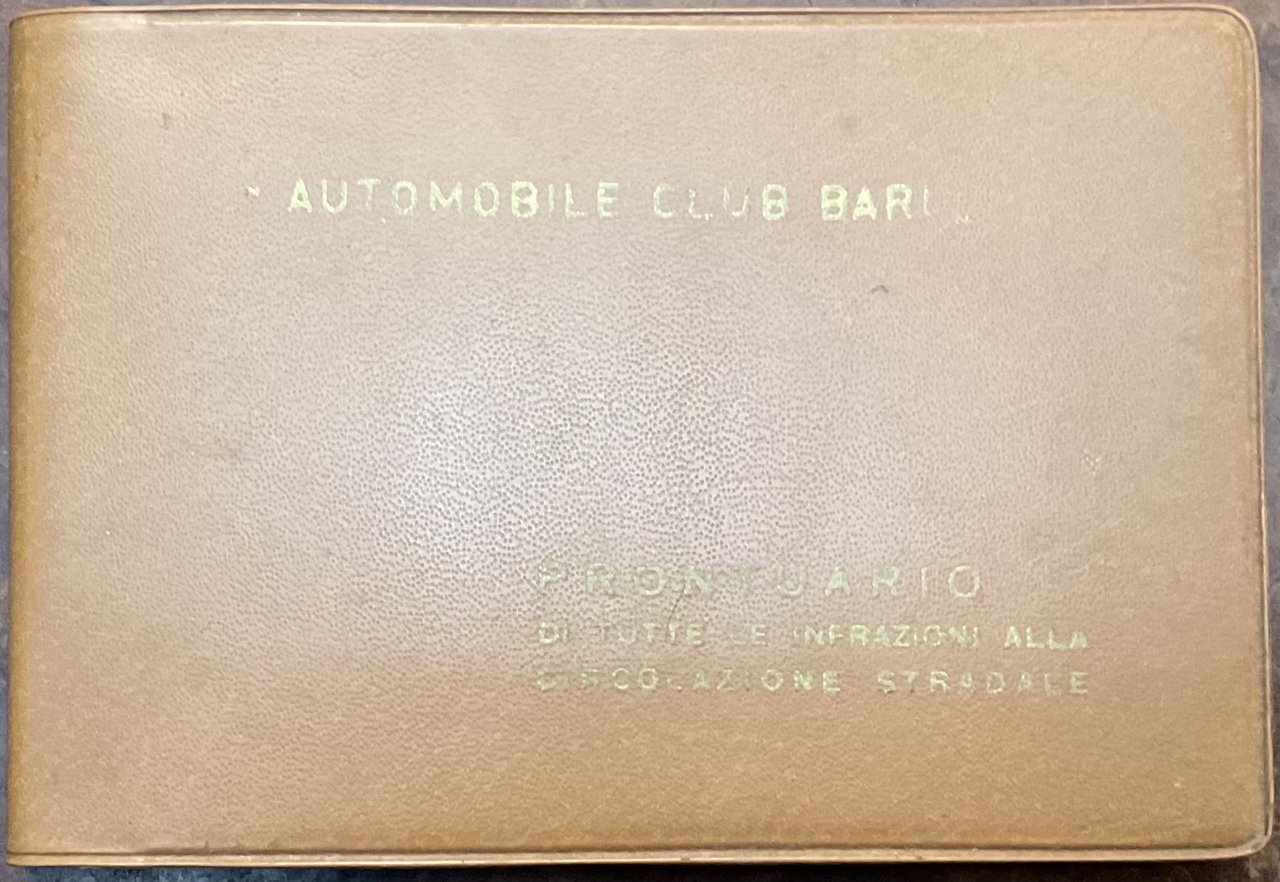 " AUTOMOBILE CLUB BARI "
PRONTUARIO
DI TUTTE LE INFRAZIONI ALLA
CIRCOLAZIONE STRADALE